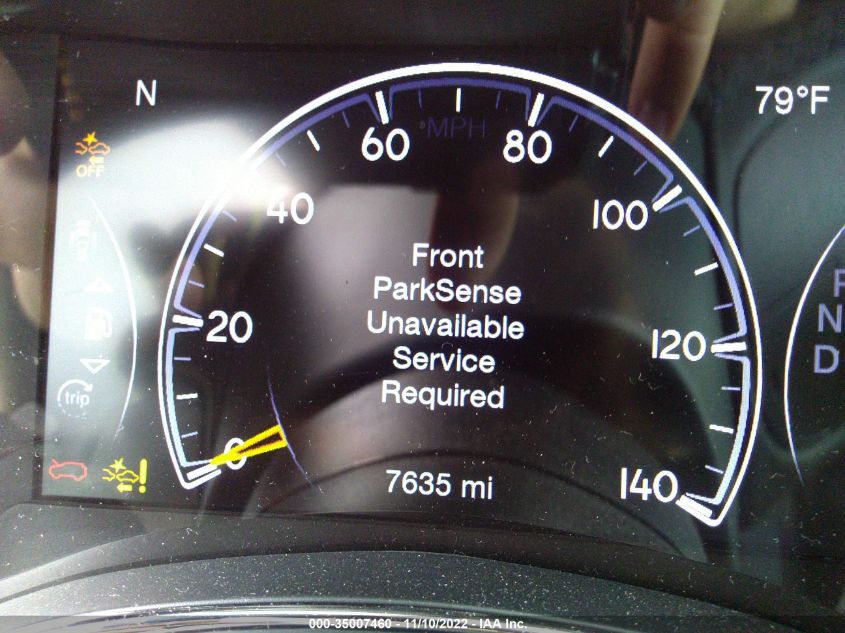 N
79°F
OFF
MPH
0
20
40
60
80
100
120
140
Front
ParkSense
Unavailable
Service
Required
7635 mi
trip
N
D
000-35007460 - 11/10/2022 - IAA Inc.